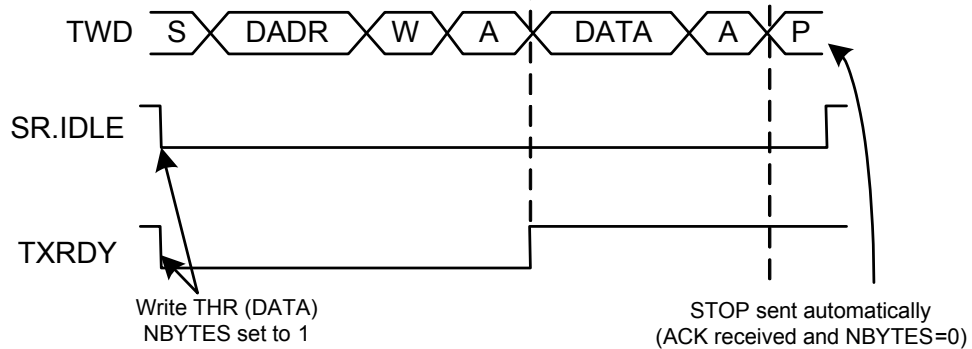 TWD S DADR W A DATA A P
SR.IDLE
TXRDY
Write THR (DATA)
NBYTES set to 1
STOP sent automatically
(ACK received and NBYTES=0)